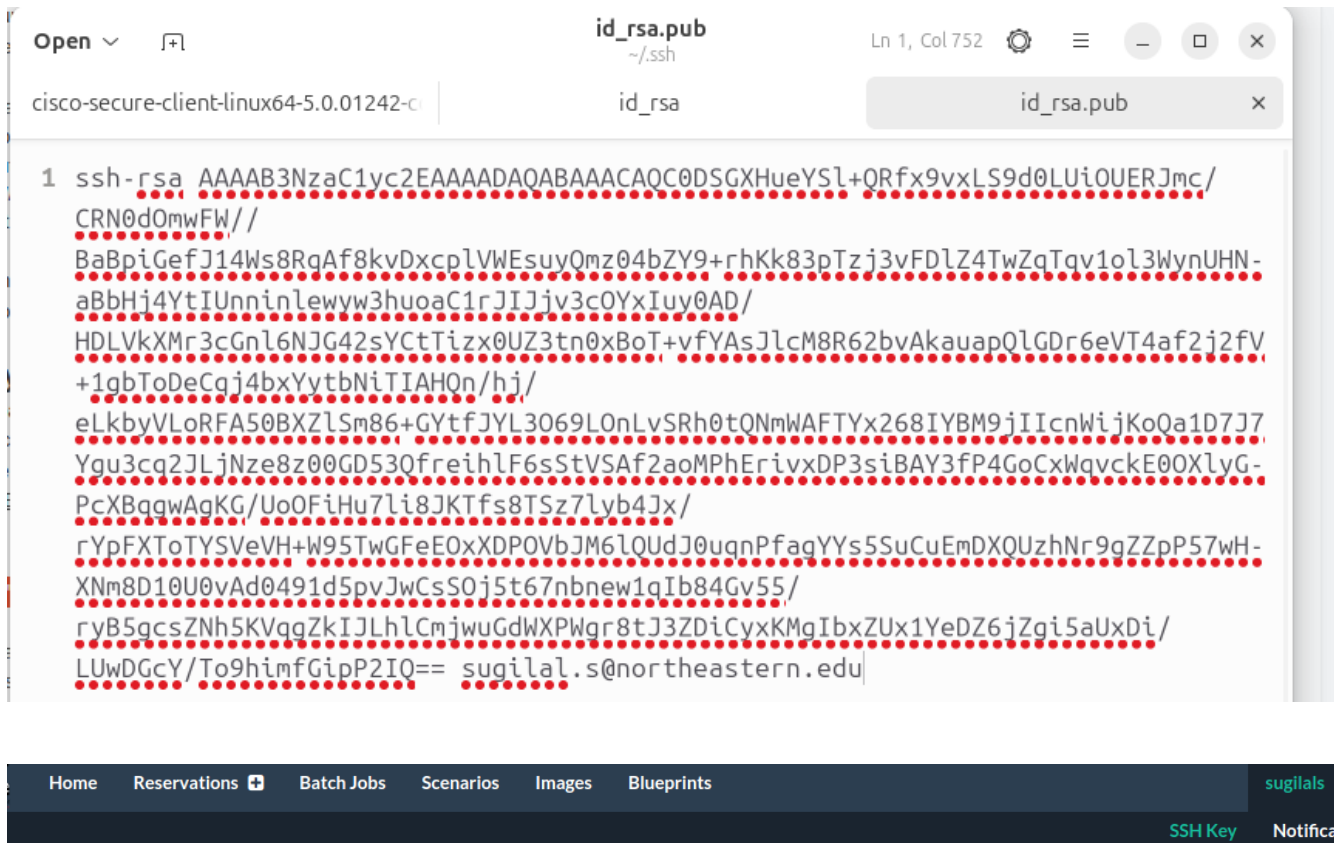 Open
id_rsa.pub
~/.ssh
Ln 1, Col 752
cisco-secure-client-linux64-5.0.01242-c
id_rsa
id_rsa.pub
1 ssh-rsa AAAAB3NzaC1yc2EAAAADAQABAAACAQC0DSGXHueYSl+QRfx9vxLS9d0LUiOUERJmc/
CRN0dOmwFW//
BaBpiGefJ14Ws8RqAf8kvDxcplVWEsuyQmz04bZY9+rhKk83pTzj3vFDlZ4TwZqTqv1ol3WynUHN-
aBbHj4YtIUnninlewyw3huoaC1rJIJjv3cOYxIuy0AD/
HDLVkXMr3cGnl6NJG42sYCtTizx0UZ3tn0xBoT+vfYAsJlcM8R62bvAkauapQlGDr6eVT4af2j2fV
+1gbToDeCqj4bxYytbNiTIAHQn/hj/
eLkbyVLoRFA50BXZlSm86+GYtfJYL3O69LOnLvSRh0tQNmWAFTYx268IYBM9jIIcnWijKoQa1D7J7
Ygu3cq2JLjNze8z00GD53QfreihlF6sStVSAf2aoMPhErivxDP3siBAY3fP4GoCxWqvckE0OXlyG-
PcXBqgwAgKG/UoOFiHu7li8JKTfs8TSz7lyb4Jx/
rYpFXToTYSVeVH+W95TwGFeEOxXDPOVbJM6lQUdJ0uqnPfagYYs5SuCuEmDXQUzhNr9gZZpP57wH-
XNm8D10U0vAd0491d5pvJwCsSOj5t67nbnew1qIb84Gv55/
ryB5gcsZNh5KVqgZkIJLhlCmjwuGdWXPWgr8tJ3ZDiCyxKMgIbxZUx1YeDZ6jZgi5aUxDi/
LUwDGcY/To9himfGipP2IQ== sugilal.s@northeastern.edu
Home Reservations Batch Jobs Scenarios Images Blueprints sugilals
SSH Key Notifica